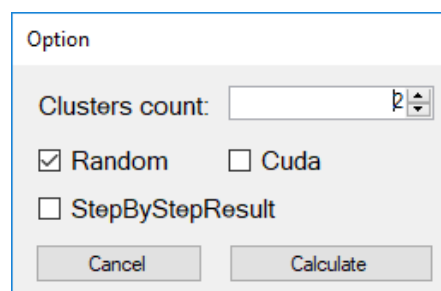 Option
Clusters count: 2
Random Cuda
StepByStepResult
Cancel Calculate